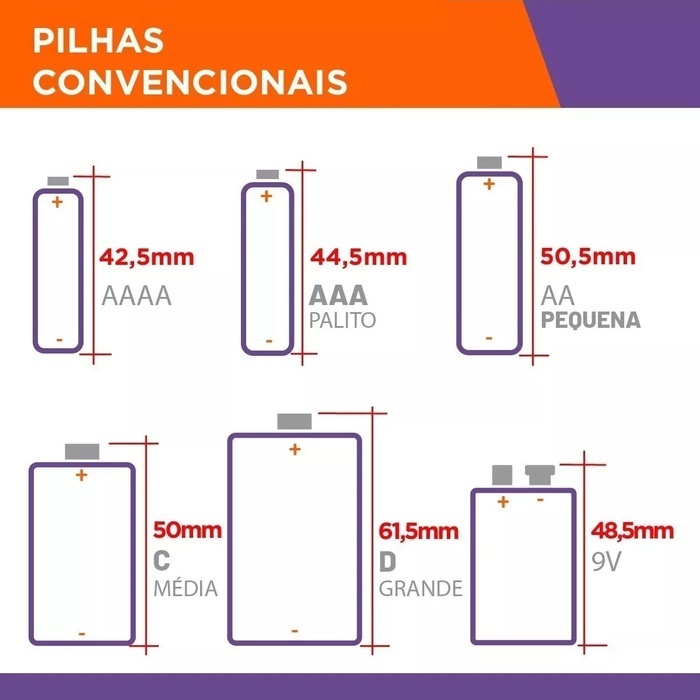 PILHAS
CONVENCIONAIS
+
42,5mm
AAAA
-
+
44,5mm
AAA
PALITO
-
+
50,5mm
AA
PEQUENA
-
+
50mm
C
MÉDIA
-
+
61,5mm
D
GRANDE
-
+ -
48,5mm
9V